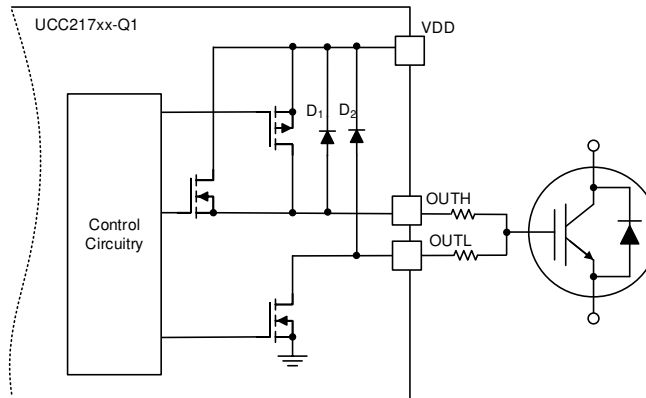 UCC217xx-Q1
VDD
D1 D2
Control
Circuitry
OUTH
OUTL